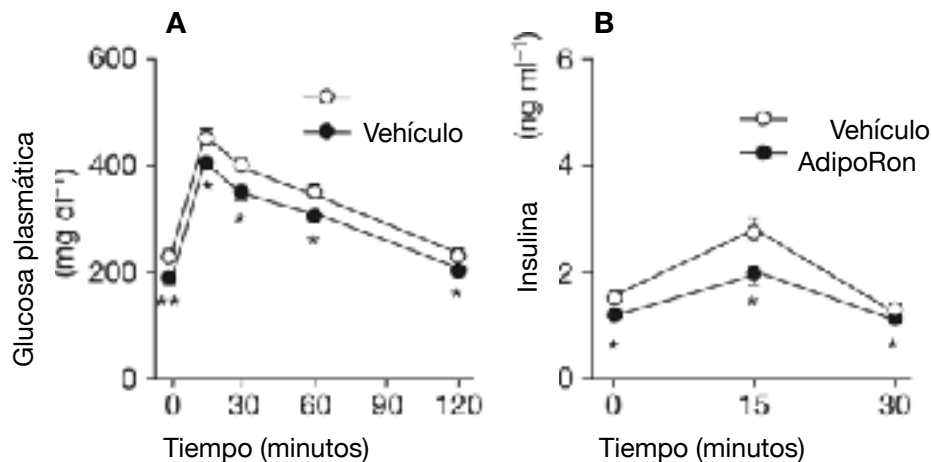 A
Glucosa plasmática
(mg dl⁻¹)
600
400
200
0
Vehículo
**
*
*
*
*
0 30 60 90 120
Tiempo (minutos)
B
Insulina
(ng ml⁻¹)
6
4
2
0
Vehículo
AdipoRon
*
*
*
0 15 30
Tiempo (minutos)